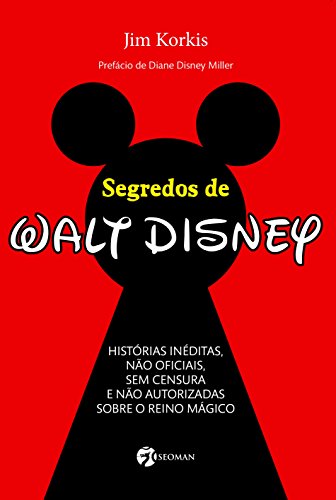 Jim Korkis
Prefácio de Diane Disney Miller
Segredos de
WALT DISNEY
HISTÓRIAS INÉDITAS,
NÃO OFICIAIS,
SEM CENSURA
E NÃO AUTORIZADAS
SOBRE O REINO MÁGICO
SEOMAN